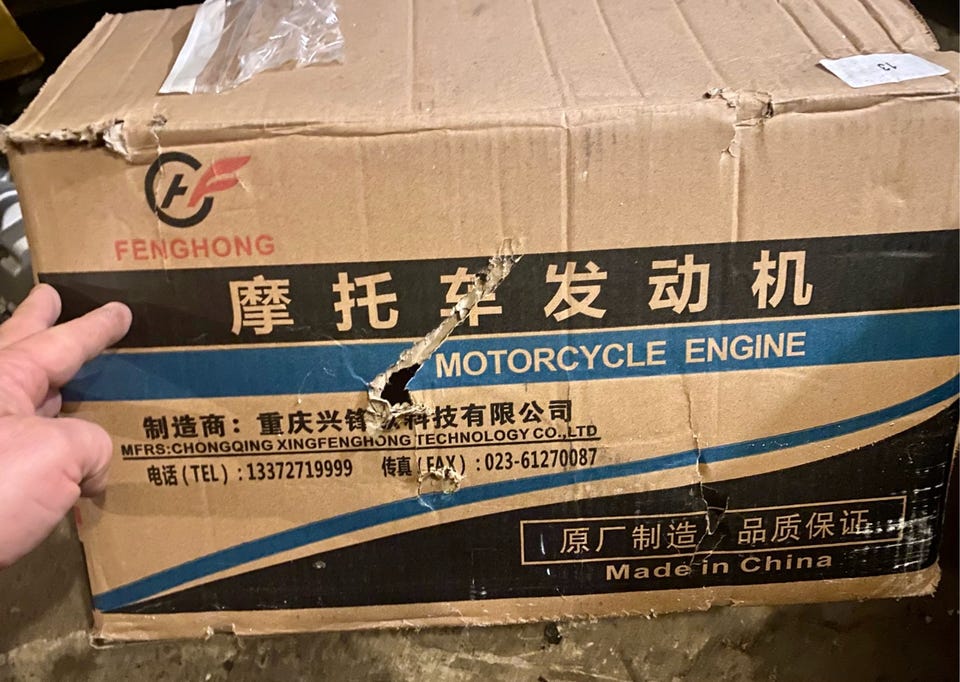 13
FENGHONG
摩托车发动机
MOTORCYCLE ENGINE
制造商：重庆兴锋 科技有限公司
MFRS:CHONGQING XINGFENGHONG TECHNOLOGY CO.,LTD
电话(TEL)：13372719999 传真(FAX)：023-61270087
原厂制造 品质保证
Made in China